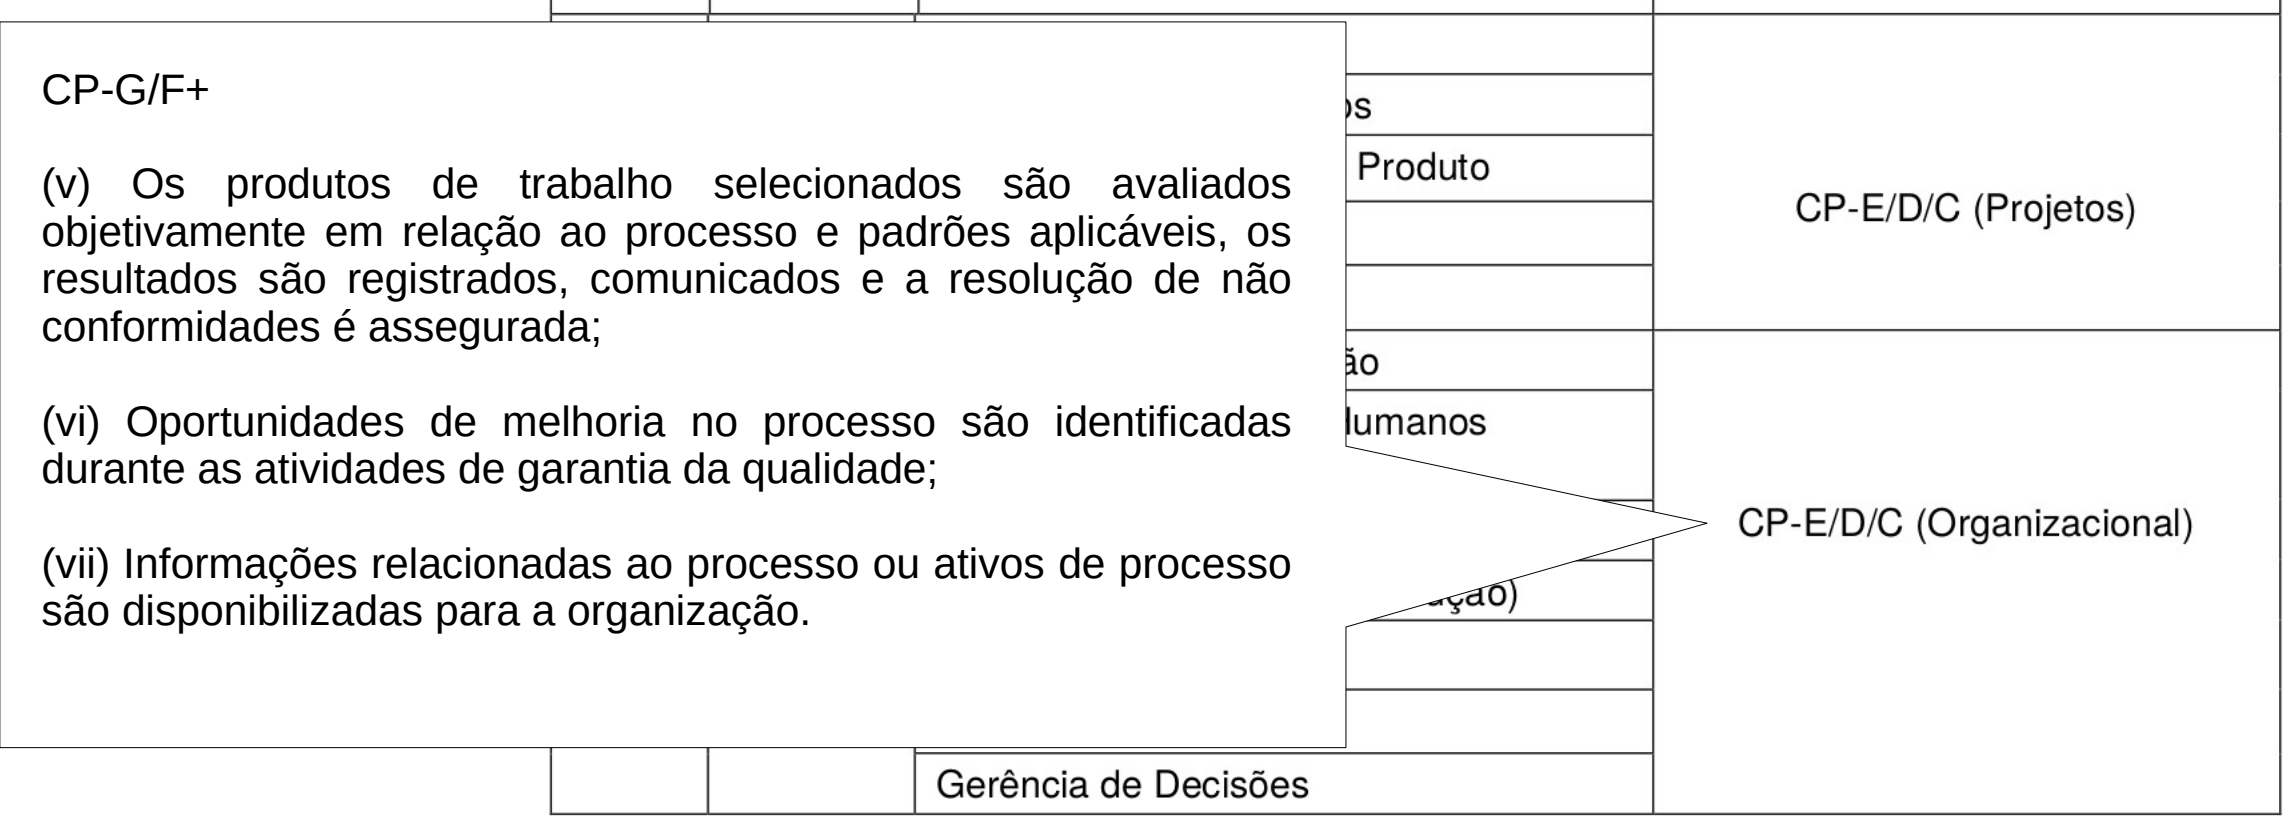 CP-G/F+
(v) Os produtos de trabalho selecionados são avaliados
objetivamente em relação ao processo e padrões aplicáveis, os
resultados são registrados, comunicados e a resolução de não
conformidades é assegurada;
(vi) Oportunidades de melhoria no processo são identificadas
durante as atividades de garantia da qualidade;
(vii) Informações relacionadas ao processo ou ativos de processo
são disponibilizadas para a organização.
Produto
CP-E/D/C (Projetos)
CP-E/D/C (Organizacional)
Gerência de Decisões